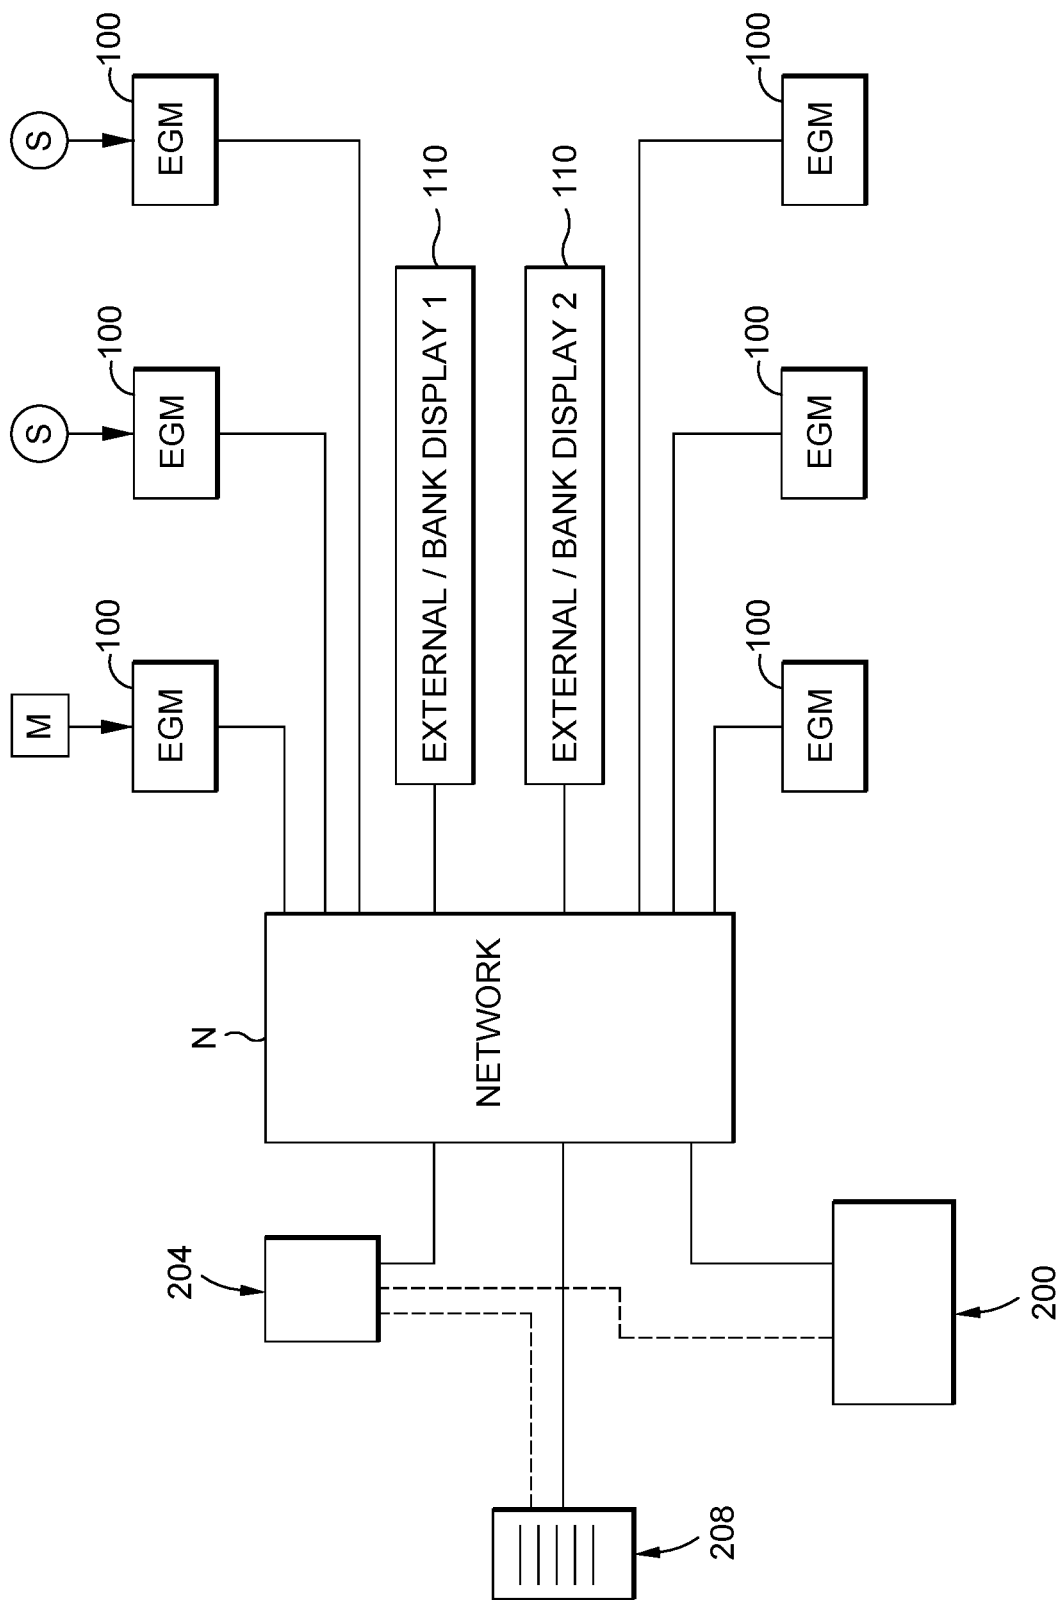 M
S
S
100
100
100
EGM
EGM
EGM
204
N
EXTERNAL / BANK DISPLAY 1
110
NETWORK
EXTERNAL / BANK DISPLAY 2
110
208
100
100
100
EGM
EGM
EGM
200